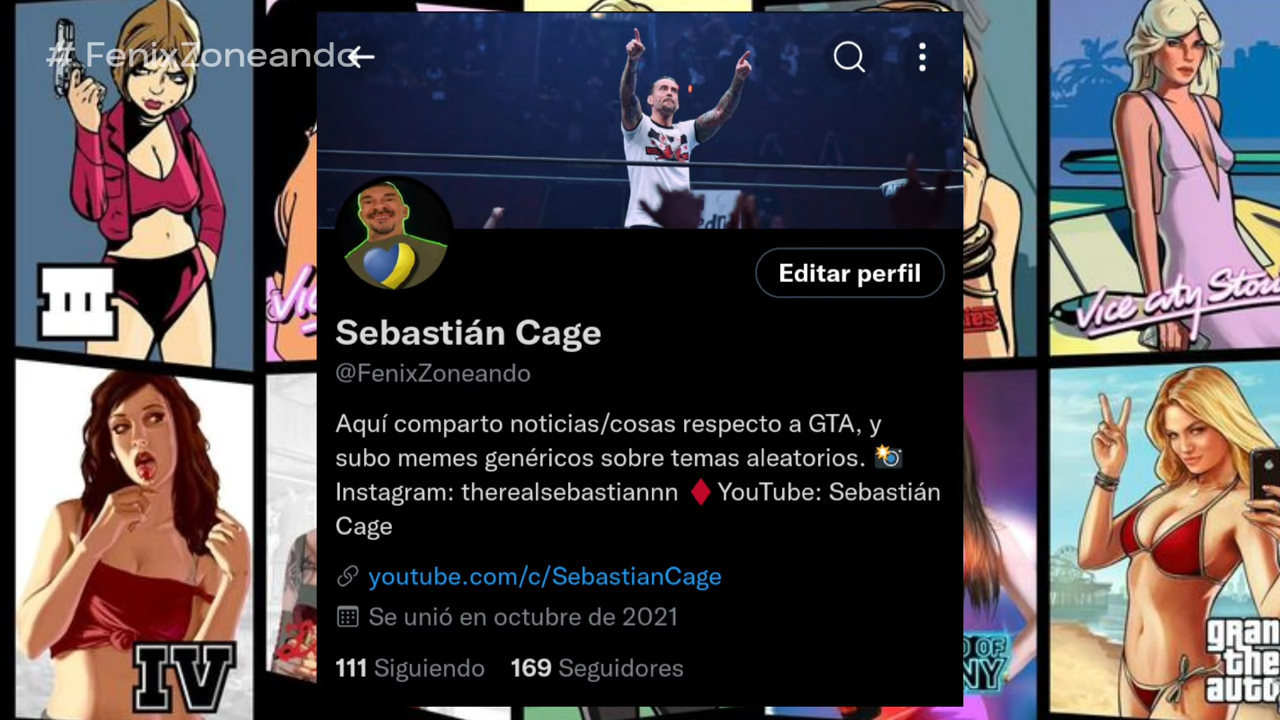 # FenixZoneando
Editar perfil
Sebastián Cage
@FenixZoneando
Aquí comparto noticias/cosas respecto a GTA, y
subo memes genéricos sobre temas aleatorios.
Instagram: therealsebastiannn ♦️ YouTube: Sebastián
Cage
youtube.com/c/SebastianCage
Se unió en octubre de 2021
111 Siguiendo 169 Seguidores
III
Vice City Stories
IV
grand
the
auto